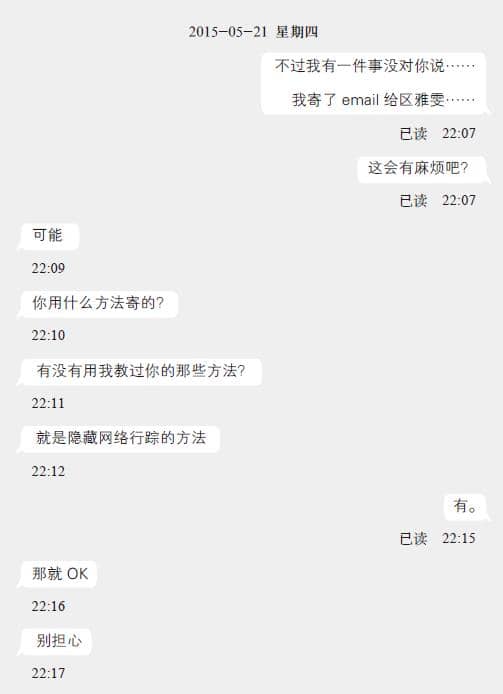 2015-05-21 星期四
不过我有一件事没对你说……
我寄了 email 给区雅雯……
已读 22:07
这会有麻烦吧?
已读 22:07
可能
22:09
你用什么方法寄的?
22:10
有没有用我教过你的那些方法?
22:11
就是隐藏网络行踪的方法
22:12
有。
已读 22:15
那就 OK
22:16
别担心
22:17